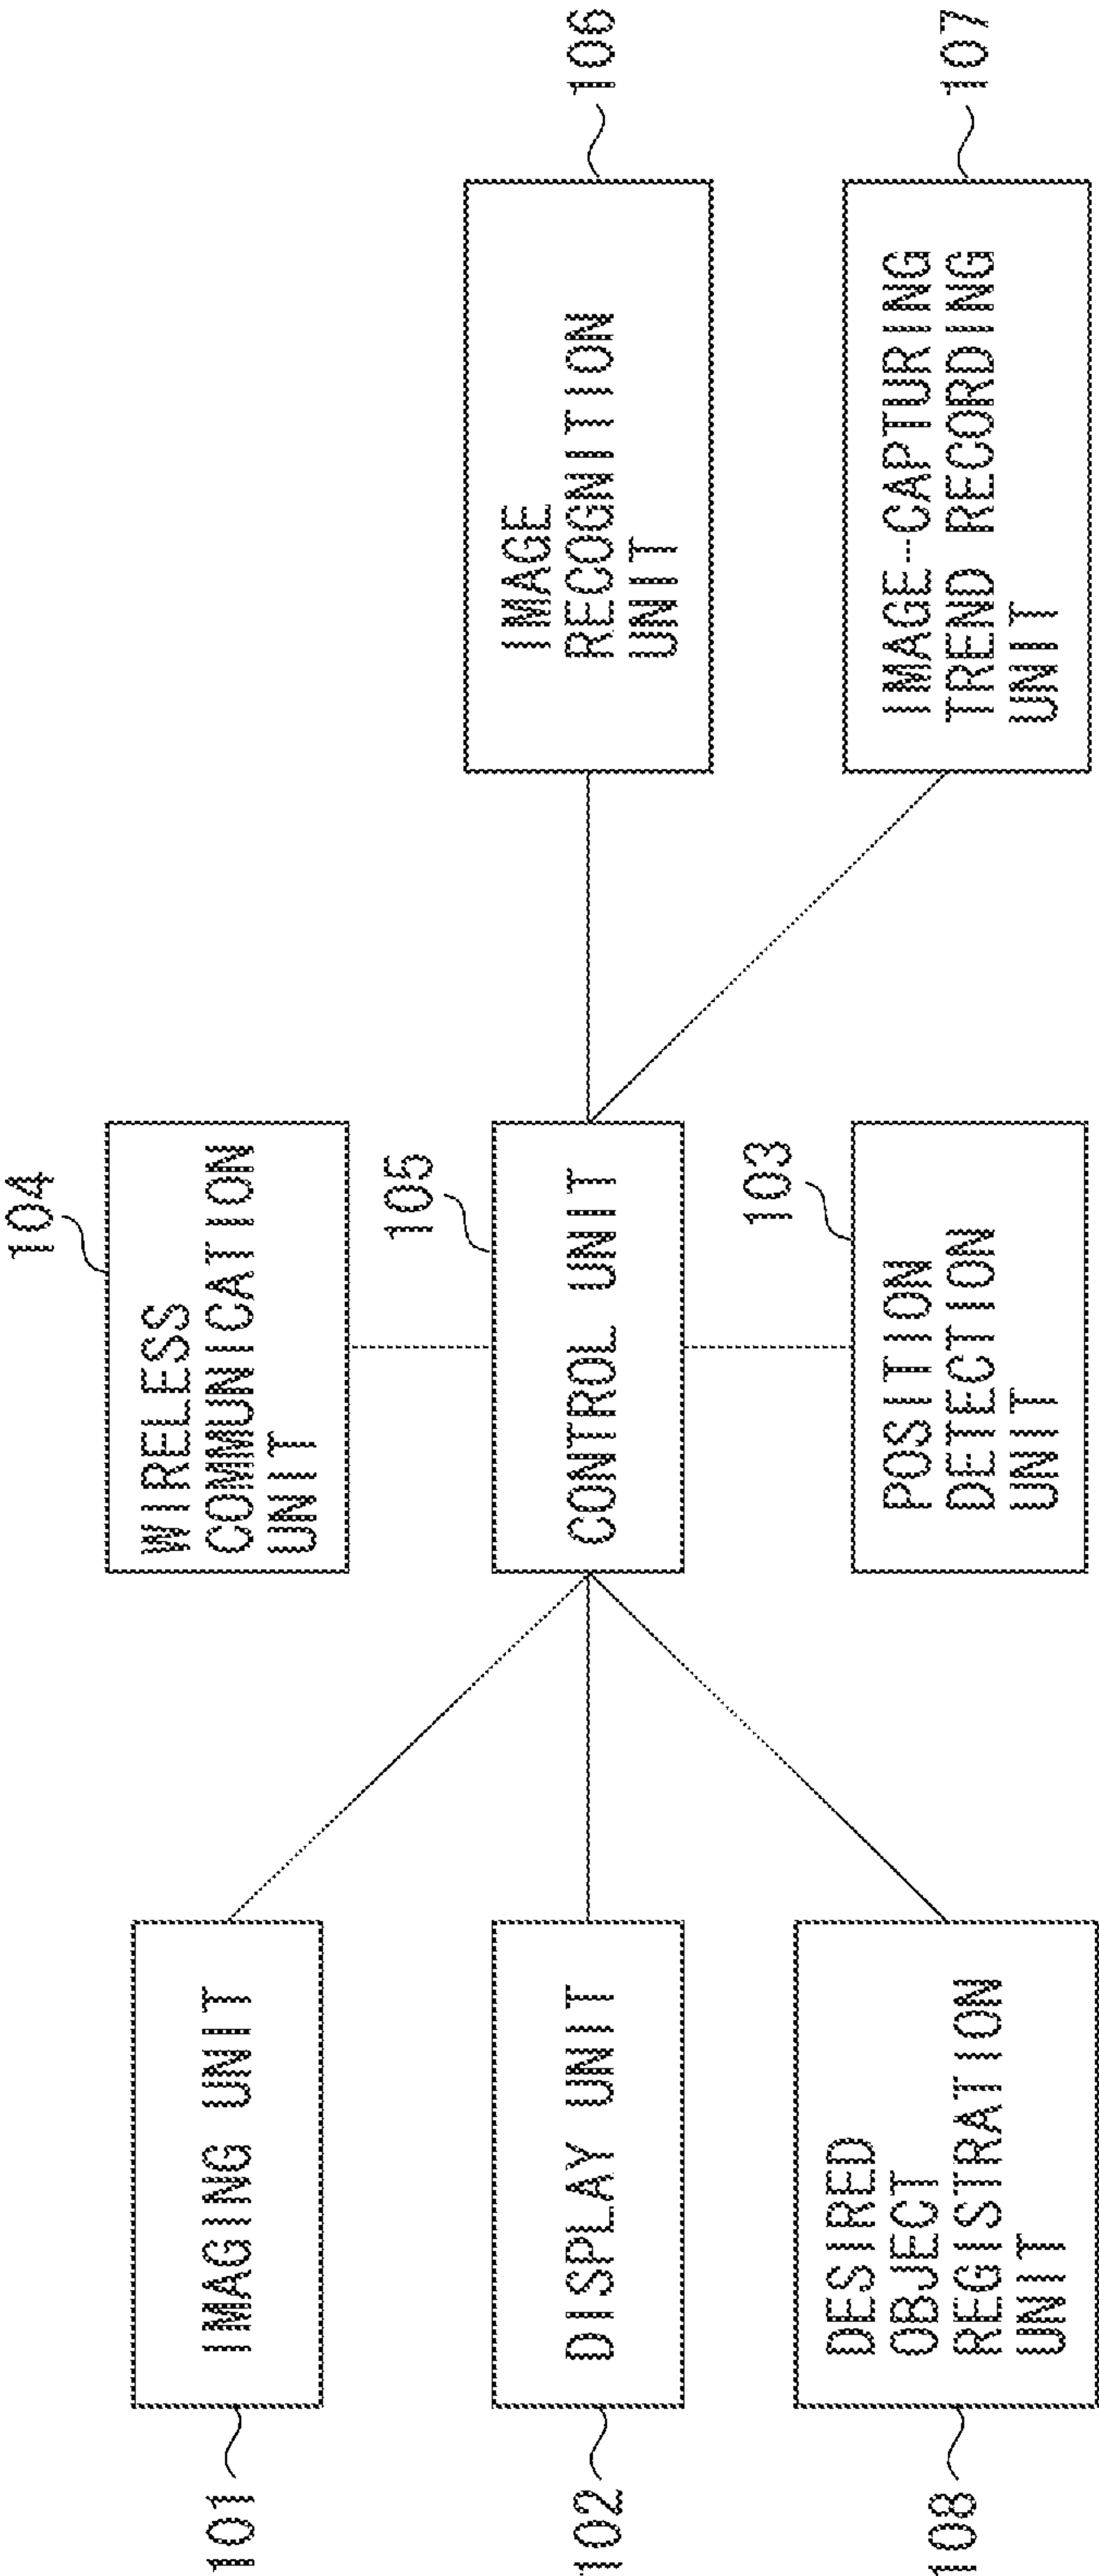 104
WIRELESS
COMMUNICATION
UNIT
101
IMAGING UNIT
105
CONTROL UNIT
106
IMAGE
RECOGNITION
UNIT
102
DISPLAY UNIT
103
POSITION
DETECTION
UNIT
107
IMAGE-CAPTURING
TREND RECORDING
UNIT
108
DESIRED
OBJECT
REGISTRATION
UNIT